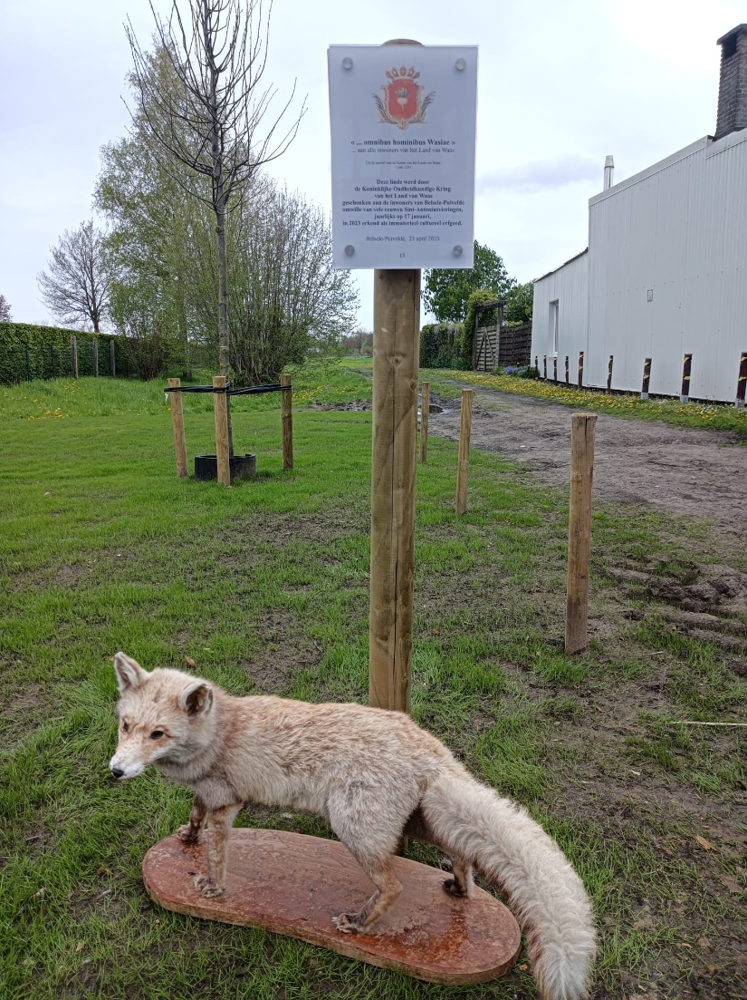 « ... omnibus hominibus Wasiae »
... aan alle inwoners van het Land van Waas
Deze linde werd door
de Koninklijke Oudheidkundige Kring
van het Land van Waas
geschonken aan de inwoners van Belsele-Puivelde
omwille van vele eeuwen Sint-Antoniusvieringen,
jaarlijks op 17 januari,
in 2023 erkend als immaterieel cultureel erfgoed.
Belsele-Puivelde, 23 april 2023.
13